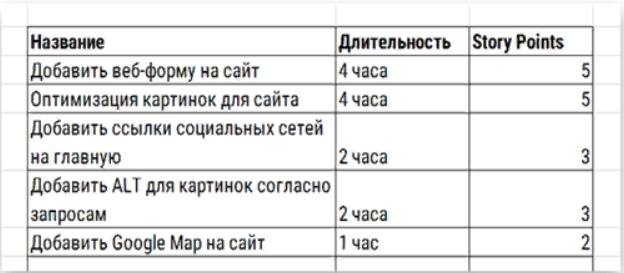 Название Длительность Story Points
Добавить веб-форму на сайт 4 часа 5
Оптимизация картинок для сайта 4 часа 5
Добавить ссылки социальных сетей
на главную 2 часа 3
Добавить ALT для картинок согласно
запросам 2 часа 3
Добавить Google Map на сайт 1 час 2